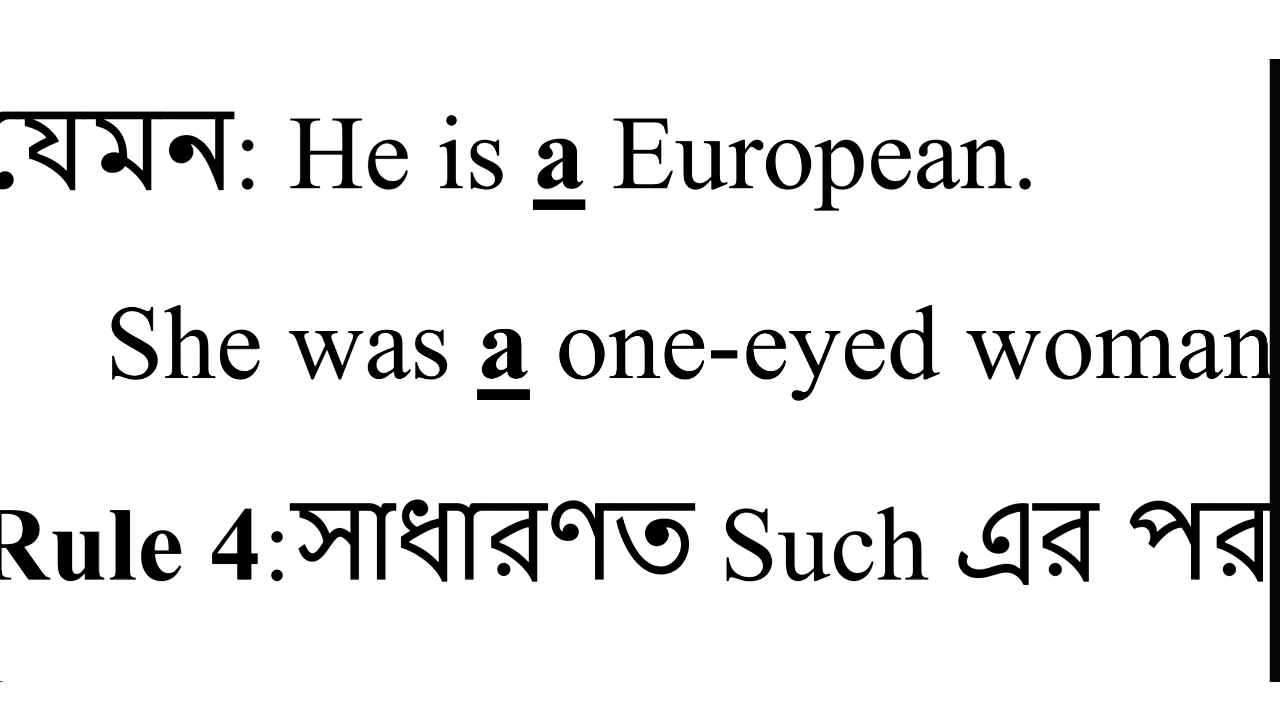 যেমন: He is a European.
She was a one-eyed woman
Rule 4:সাধারণত Such এর পর